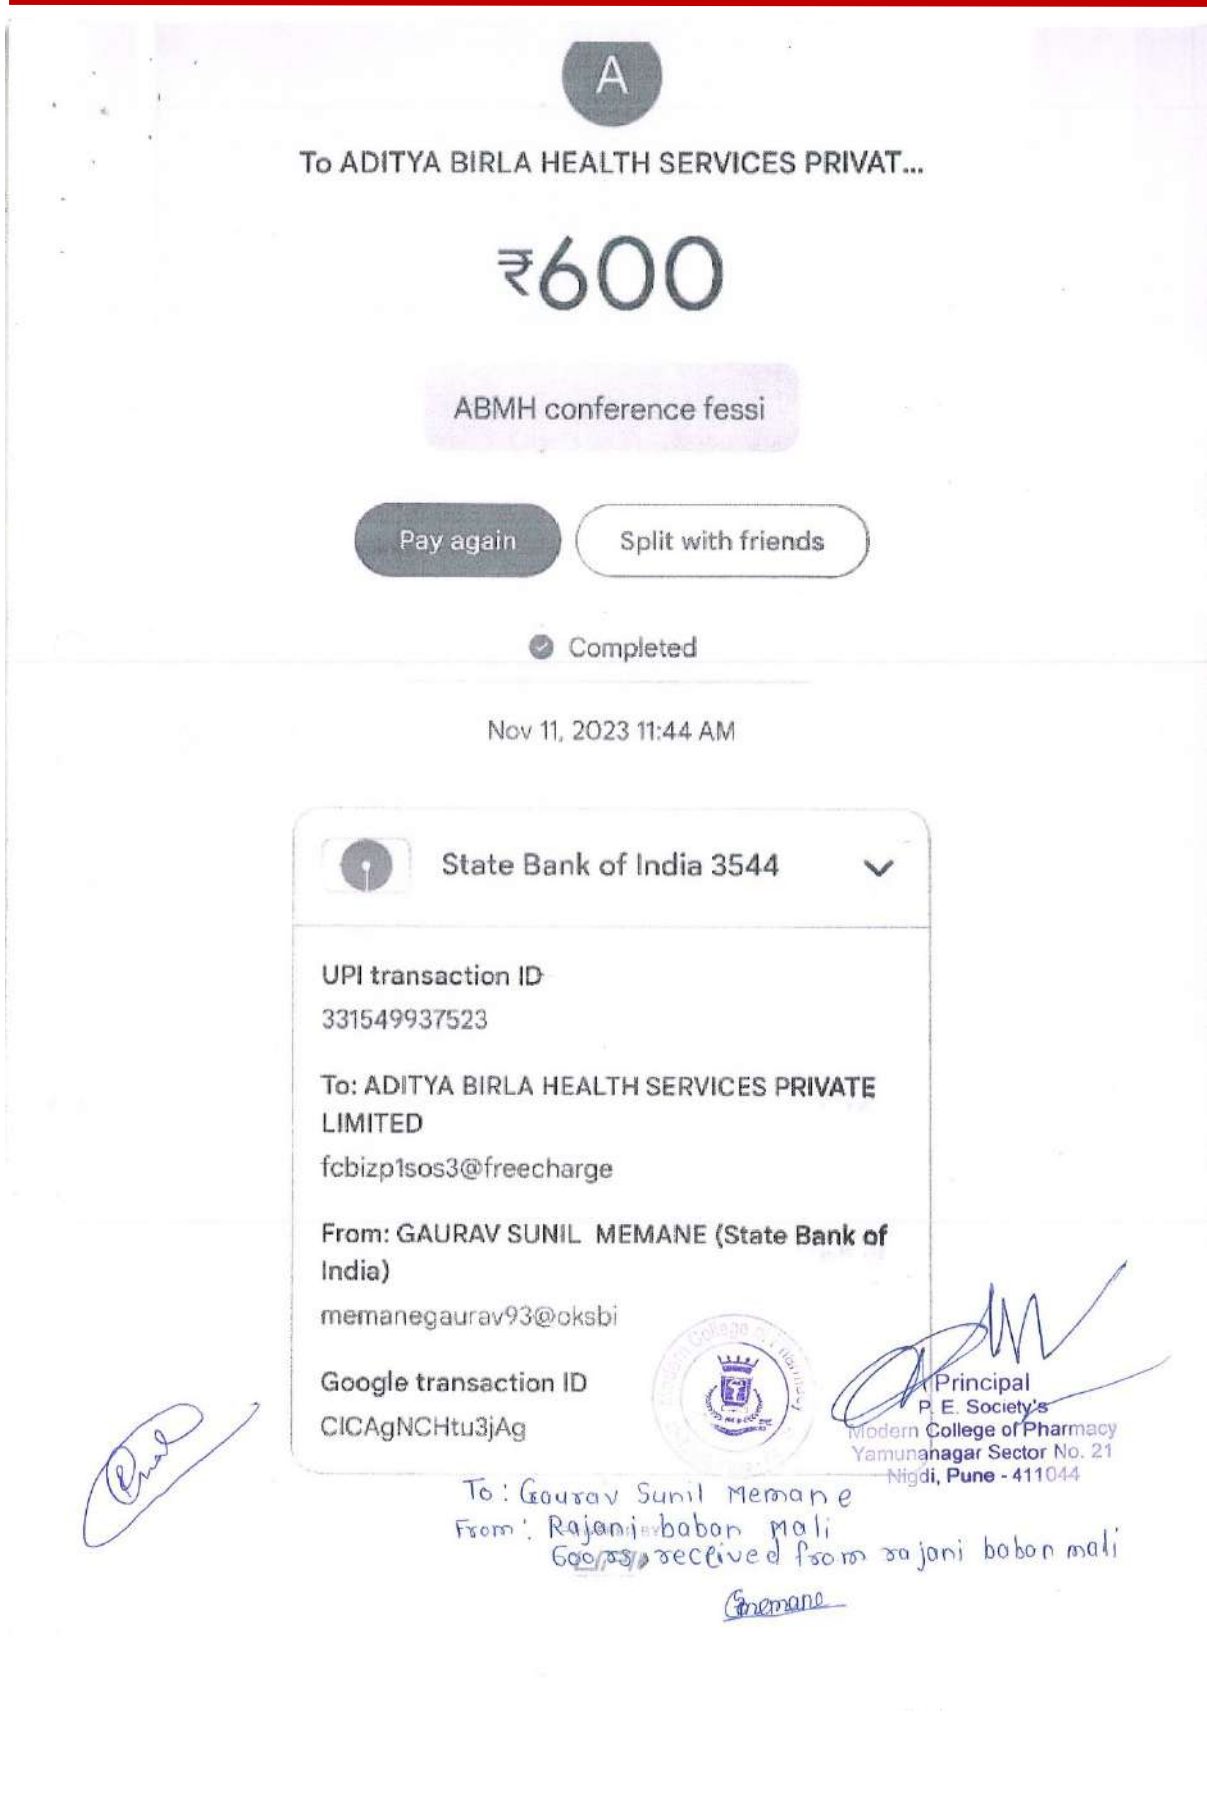 A
To ADITYA BIRLA HEALTH SERVICES PRIVAT...
₹600
ABMH conference fessi
Pay again
Split with friends
Completed
Nov 11, 2023 11:44 AM
State Bank of India 3544
UPI transaction ID
331549937523
To: ADITYA BIRLA HEALTH SERVICES PRIVATE
LIMITED
fcbizp1sos3@freecharge
From: GAURAV SUNIL MEMANE (State Bank of
India)
memanegaurav93@oksbi
Google transaction ID
CICAgNCHtu3jAg
College of Pharmacy
Principal
P. E. Society's
Modern College of Pharmacy
Yamunanagar Sector No. 21
Nigdi, Pune - 411044
To : Gaurav Sunil Memane
From : Rajani baban Mali
600 rs, received from rajani baban mali
Gmemane